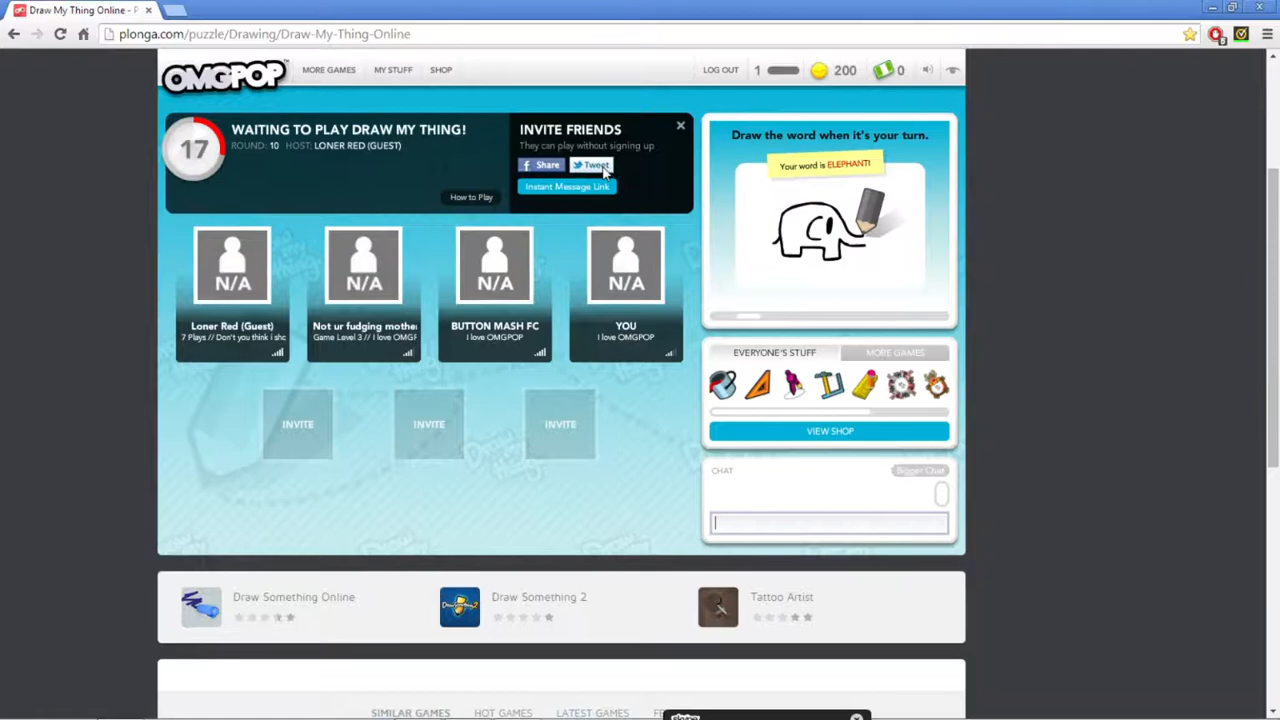 Draw My Thing Online - P
plonga.com/puzzle/Drawing/Draw-My-Thing-Online
OMGPOP
MORE GAMES
MY STUFF
SHOP
LOG OUT
1
200
0
17
WAITING TO PLAY DRAW MY THING!
ROUND: 10 HOST: LONER RED (GUEST)
How to Play
INVITE FRIENDS
They can play without signing up
Share
Tweet
Instant Message Link
Draw the word when it's your turn.
Your word is ELEPHANT!
N/A
N/A
N/A
N/A
Loner Red (Guest)
7 Plays // Don't you think i shc
Not ur fudging mothe
Game Level 3 // I love OMGF
BUTTON MASH FC
I love OMGPOP
YOU
I love OMGPOP
INVITE
INVITE
INVITE
EVERYONE'S STUFF
MORE GAMES
VIEW SHOP
CHAT
Bigger Chat
Draw Something Online
Draw Something 2
Tattoo Artist
SIMILAR GAMES
HOT GAMES
LATEST GAMES